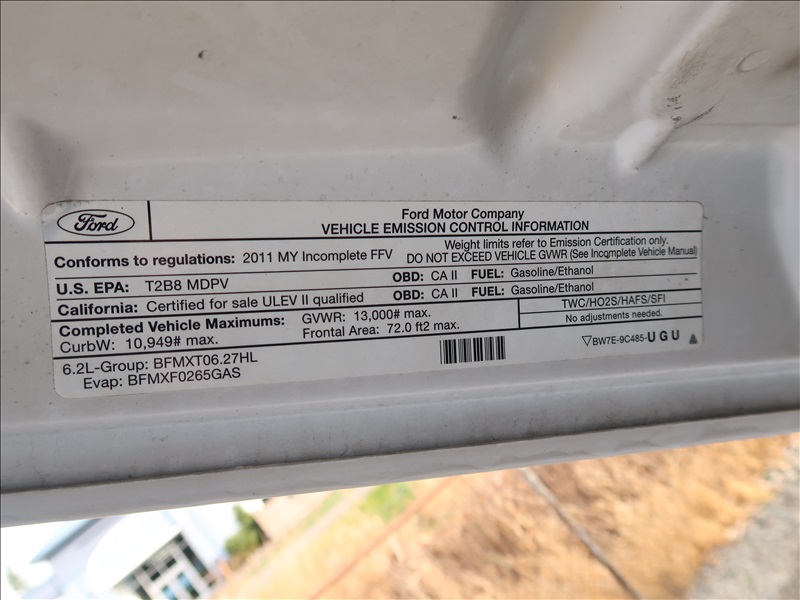 Ford
Ford Motor Company
VEHICLE EMISSION CONTROL INFORMATION
Conforms to regulations: 2011 MY Incomplete FFV
Weight limits refer to Emission Certification only.
DO NOT EXCEED VEHICLE GVWR (See Incomplete Vehicle Manual)
U.S. EPA: T2B8 MDPV OBD: CA II FUEL: Gasoline/Ethanol
California: Certified for sale ULEV II qualified OBD: CA II FUEL: Gasoline/Ethanol
Completed Vehicle Maximums: GVWR: 13,000# max.
CurbW: 10,949# max. Frontal Area: 72.0 ft2 max.
TWC/HO2S/HAFS/SFI
No adjustments needed.
6.2L-Group: BFMXT06.27HL
Evap: BFMXF0265GAS
BW7E-9C485-UGU